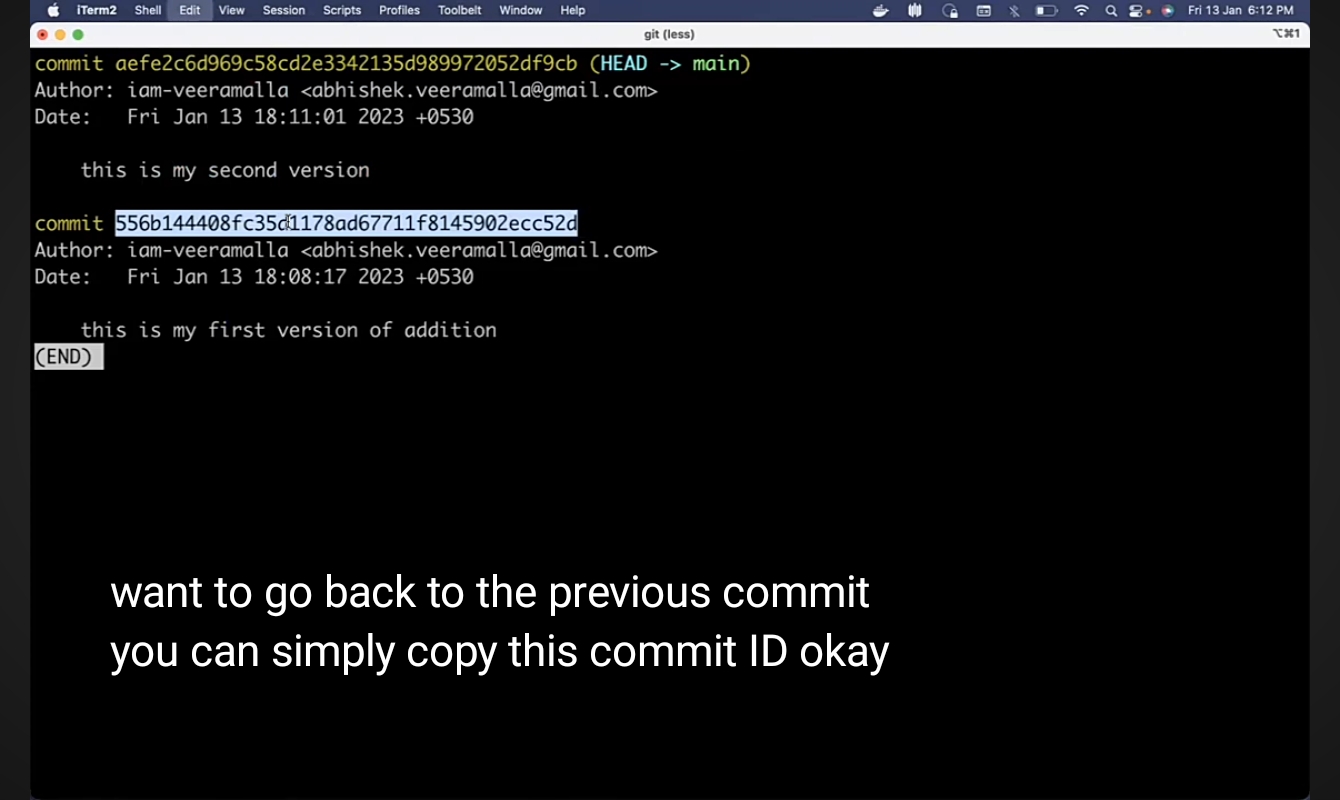 iTerm2 Shell Edit View Session Scripts Profiles Toolbelt Window Help Fri 13 Jan 6:12 PM
git (less) ⌥⌘1
commit aefe2c6d969c58cd2e3342135d989972052df9cb (HEAD -> main)
Author: iam-veeramalla <abhishek.veeramalla@gmail.com>
Date: Fri Jan 13 18:11:01 2023 +0530
this is my second version
commit 556b144408fc35d1178ad67711f8145902ecc52d
Author: iam-veeramalla <abhishek.veeramalla@gmail.com>
Date: Fri Jan 13 18:08:17 2023 +0530
this is my first version of addition
(END)
want to go back to the previous commit
you can simply copy this commit ID okay